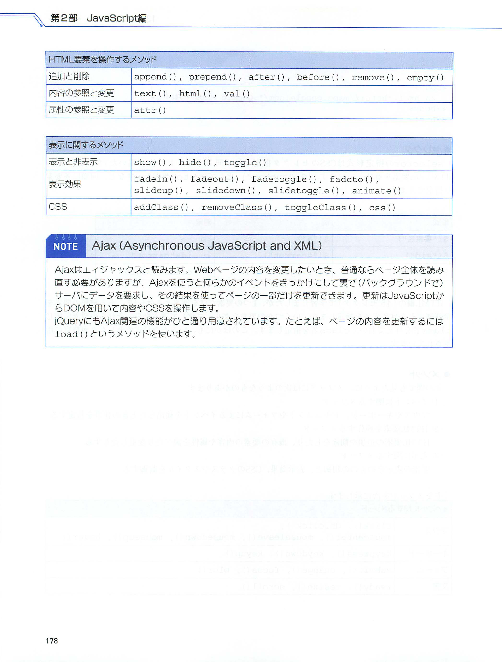 第2部 JavaScript編
HTML要素を操作するメソッド
追加と削除 append(), prepend(), after(), before(), remove(), empty()
内容の参照と変更 text(), html(), val()
属性の参照と変更 attr()
表示に関するメソッド
表示と非表示 show(), hide(), toggle()
表示効果 fadein(), fadeout(), fadetoggle(), fadeto(),
slideup(), slidedown(), slidetoggle(), animate()
CSS addClass(), removeClass(), toggleClass(), css()
NOTE Ajax (Asynchronous JavaScript and XML)
Ajaxはエイジャックスと読みます。Webページの内容を変更したいとき、普通ならページ全体を読み
直す必要がありますが、Ajaxを使うと何らかのイベントをきっかけにして裏で(バックグラウンドで)
サーバにデータを要求し、その結果を使ってページの一部だけを更新できます。更新はJavaScriptか
らDOMを用いて内容やCSSを操作します。
jQueryにもAjax関連の機能がひと通り用意されています。たとえば、ページの内容を更新するには
load()というメソッドを使います。
178